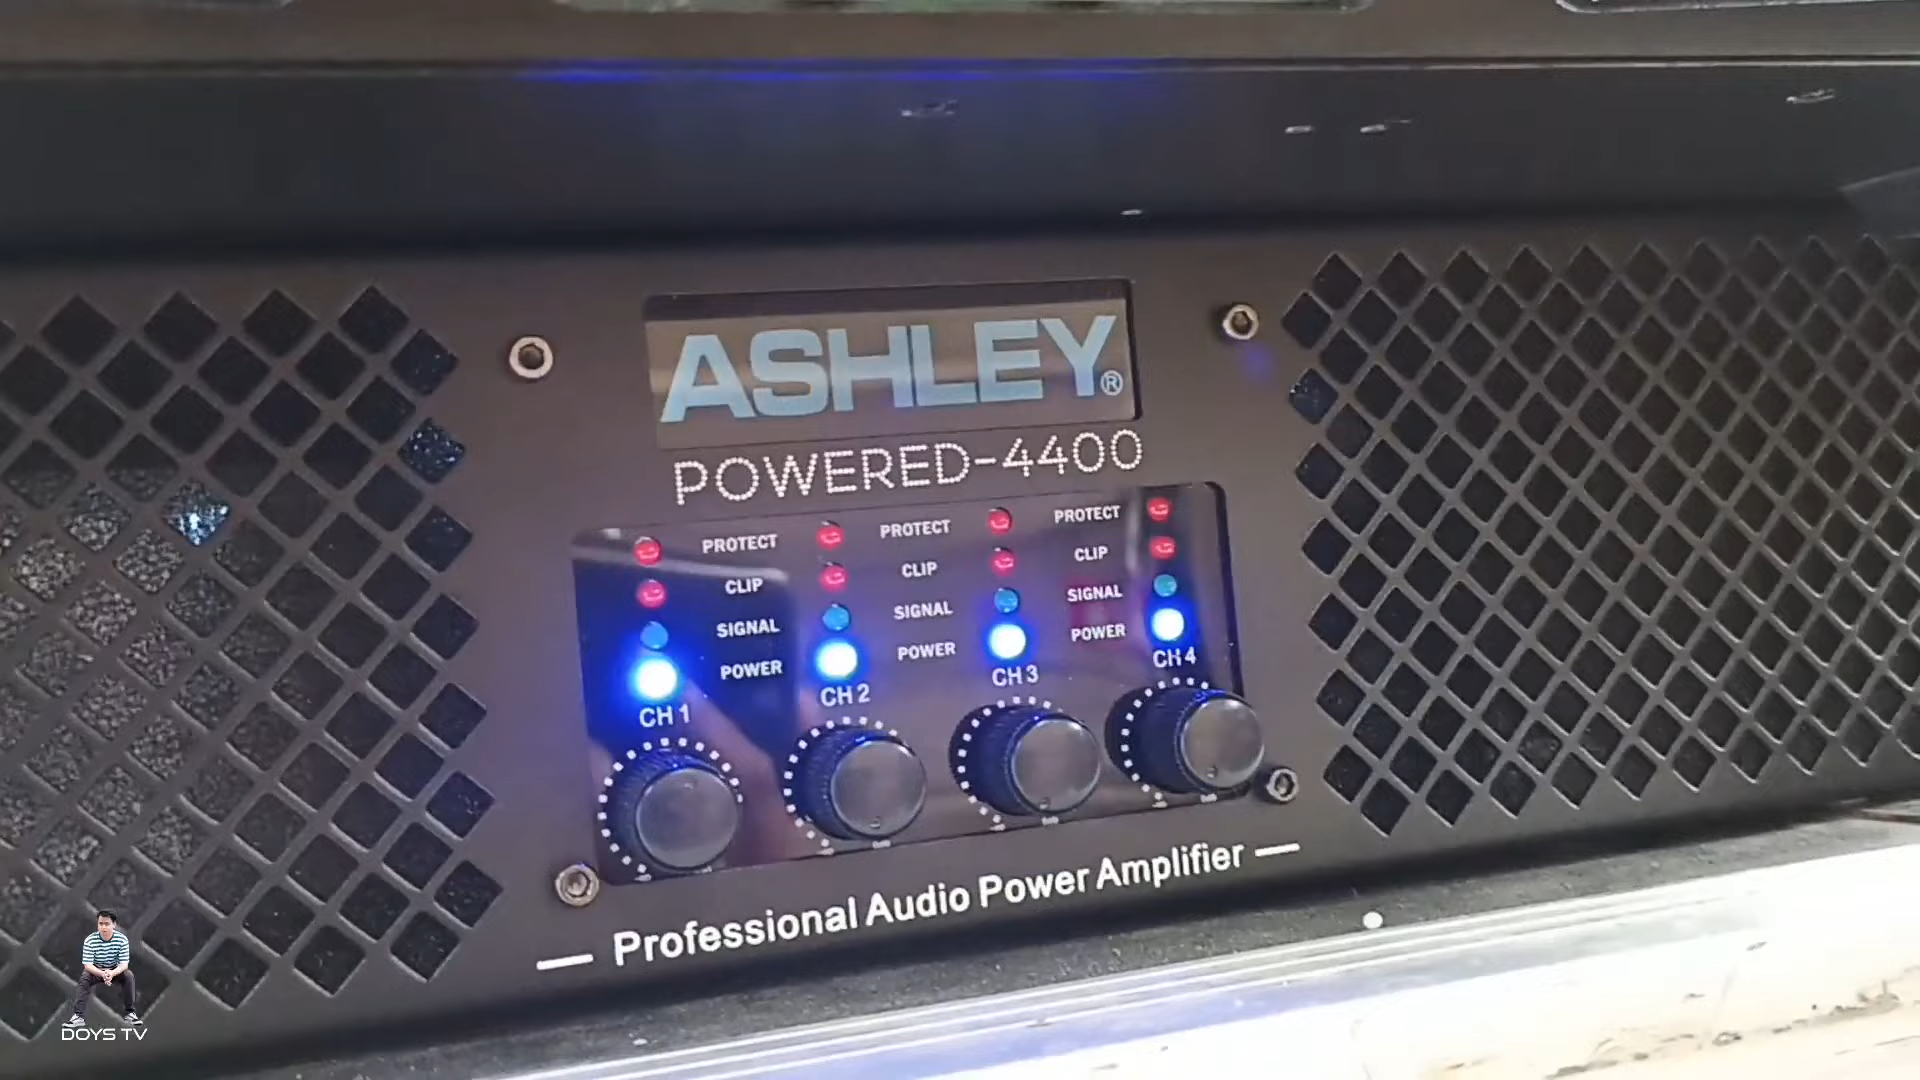 ASHLEY®
POWERED-4400
PROTECT PROTECT PROTECT
CLIP CLIP CLIP
SIGNAL SIGNAL SIGNAL
POWER POWER POWER
CH 1 CH 2 CH 3 CH 4
Professional Audio Power Amplifier
DOYS TV